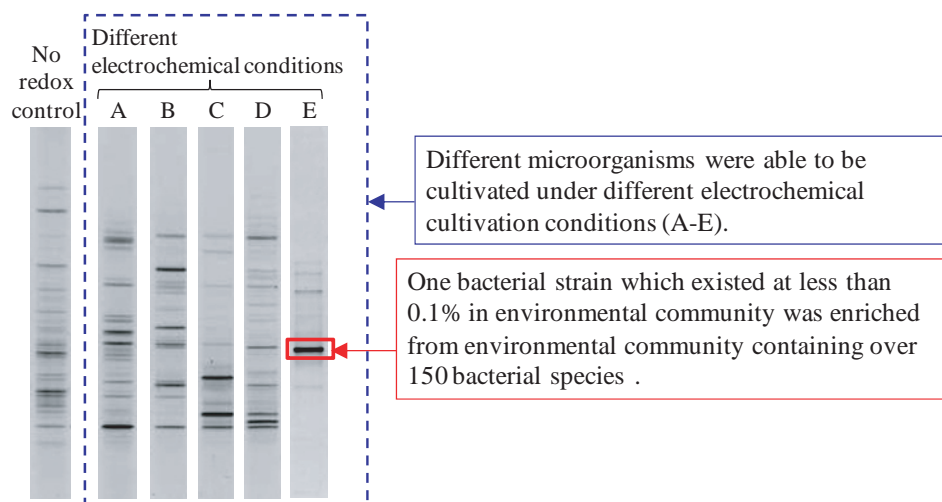 No
redox
control
Different
electrochemical conditions
A B C D E
Different microorganisms were able to be
cultivated under different electrochemical
cultivation conditions (A-E).
One bacterial strain which existed at less than
0.1% in environmental community was enriched
from environmental community containing over
150 bacterial species .